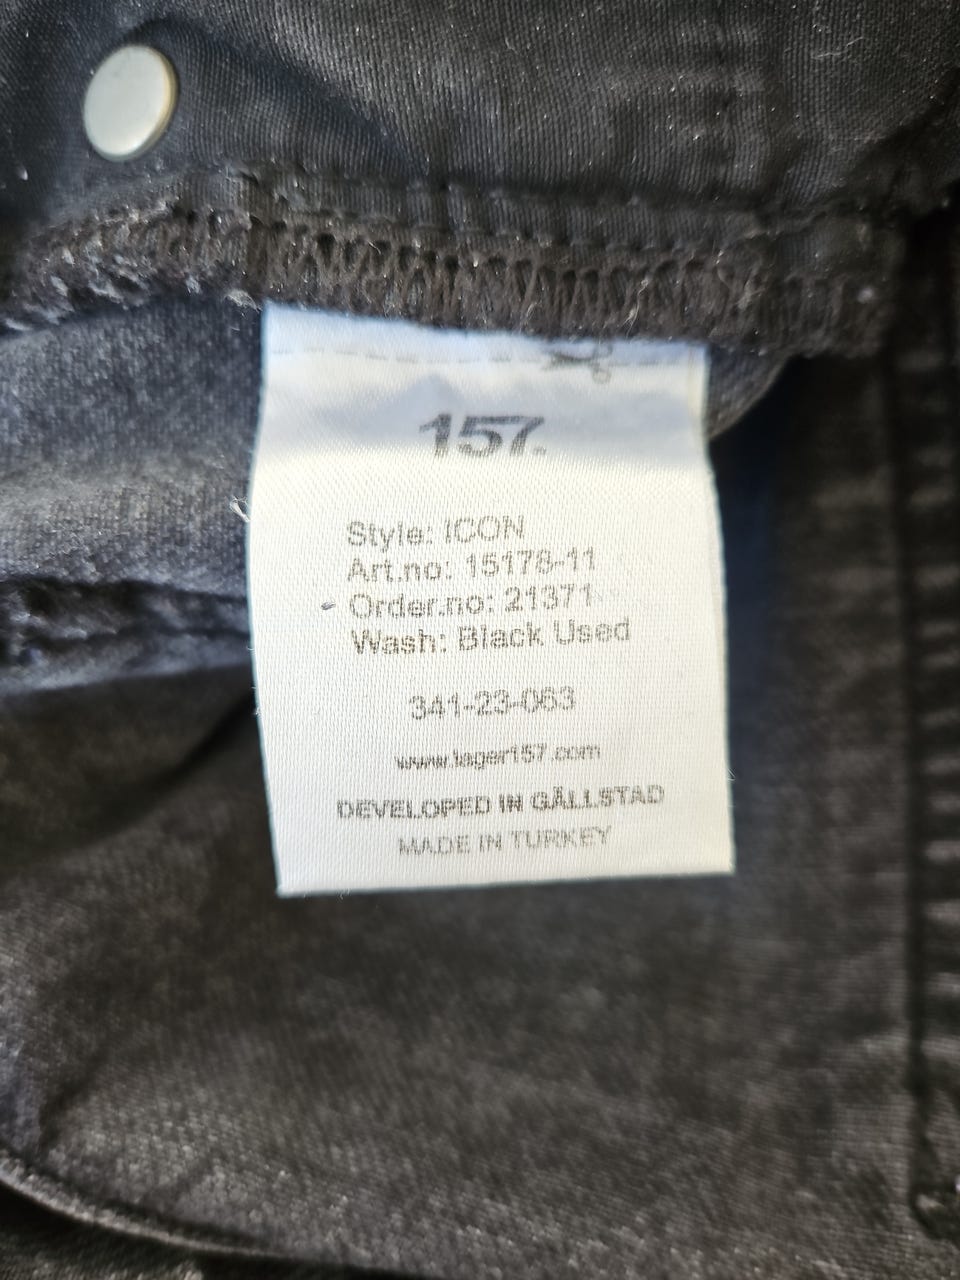 157.
Style: ICON
Art.no: 15178-11
Order.no: 21371
Wash: Black Used
341-23-063
www.lager157.com
DEVELOPED IN GÄLLSTAD
MADE IN TURKEY